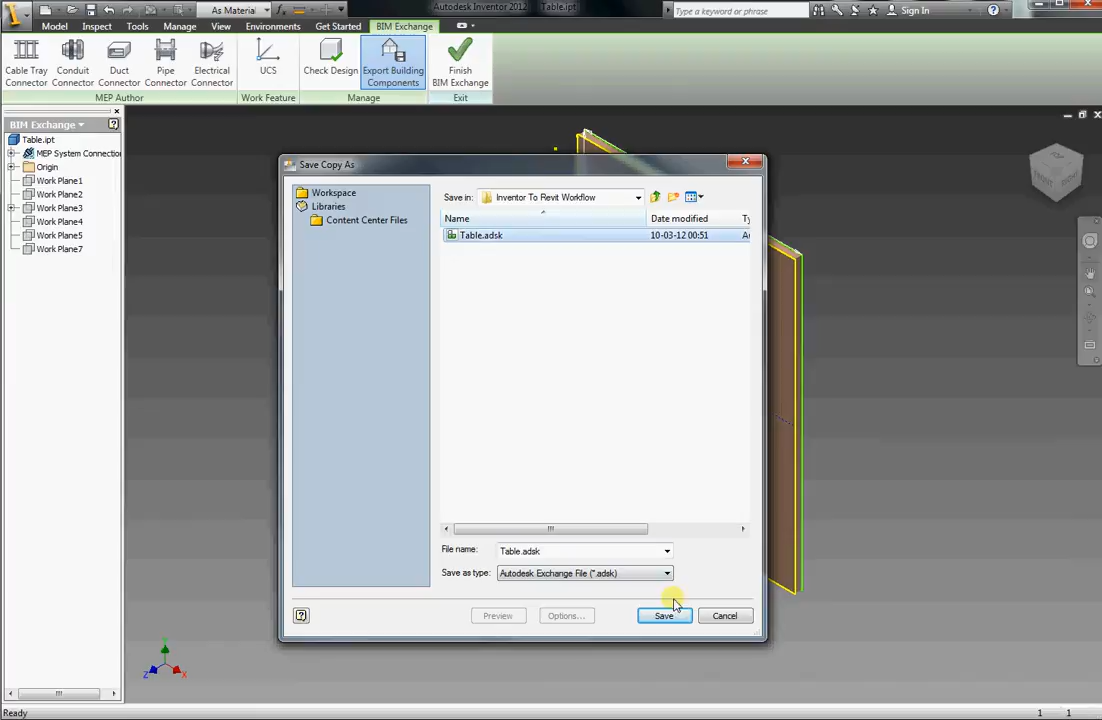 As Material
Autodesk Inventor 2012
Table.ipt
Type a keyword or phrase
Sign In
Model
Inspect
Tools
Manage
View
Environments
Get Started
BIM Exchange
Cable Tray
Connector
Conduit
Connector
Duct
Connector
Pipe
Connector
Electrical
Connector
UCS
Check Design
Export Building
Components
Finish
BIM Exchange
MEP Author
Work Feature
Manage
Exit
BIM Exchange
Table.ipt
MEP System Connectio
Origin
Work Plane1
Work Plane2
Work Plane3
Work Plane4
Work Plane5
Work Plane7
Save Copy As
Workspace
Libraries
Content Center Files
Save in:
Inventor To Revit Workflow
Name
Date modified
Ty
Table.adsk
10-03-12 00:51
A
File name:
Table.adsk
Save as type:
Autodesk Exchange File (*.adsk)
Preview
Options...
Save
Cancel
FRONT
RIGHT
Y
Z
X
Ready
1
1